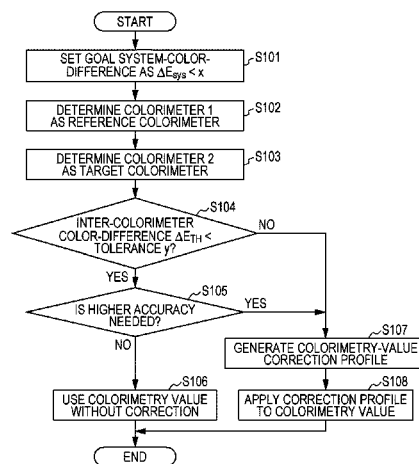 START
SET GOAL SYSTEM-COLOR-
DIFFERENCE AS ΔEsys < x
S101
DETERMINE COLORIMETER 1
AS REFERENCE COLORIMETER
S102
DETERMINE COLORIMETER 2
AS TARGET COLORIMETER
S103
S104
INTER-COLORIMETER
COLOR-DIFFERENCE ΔETH <
TOLERANCE y?
NO
YES
S105
IS HIGHER ACCURACY
NEEDED?
YES
NO
S107
GENERATE COLORIMETRY-VALUE
CORRECTION PROFILE
S106
USE COLORIMETRY VALUE
WITHOUT CORRECTION
S108
APPLY CORRECTION PROFILE
TO COLORIMETRY VALUE
END